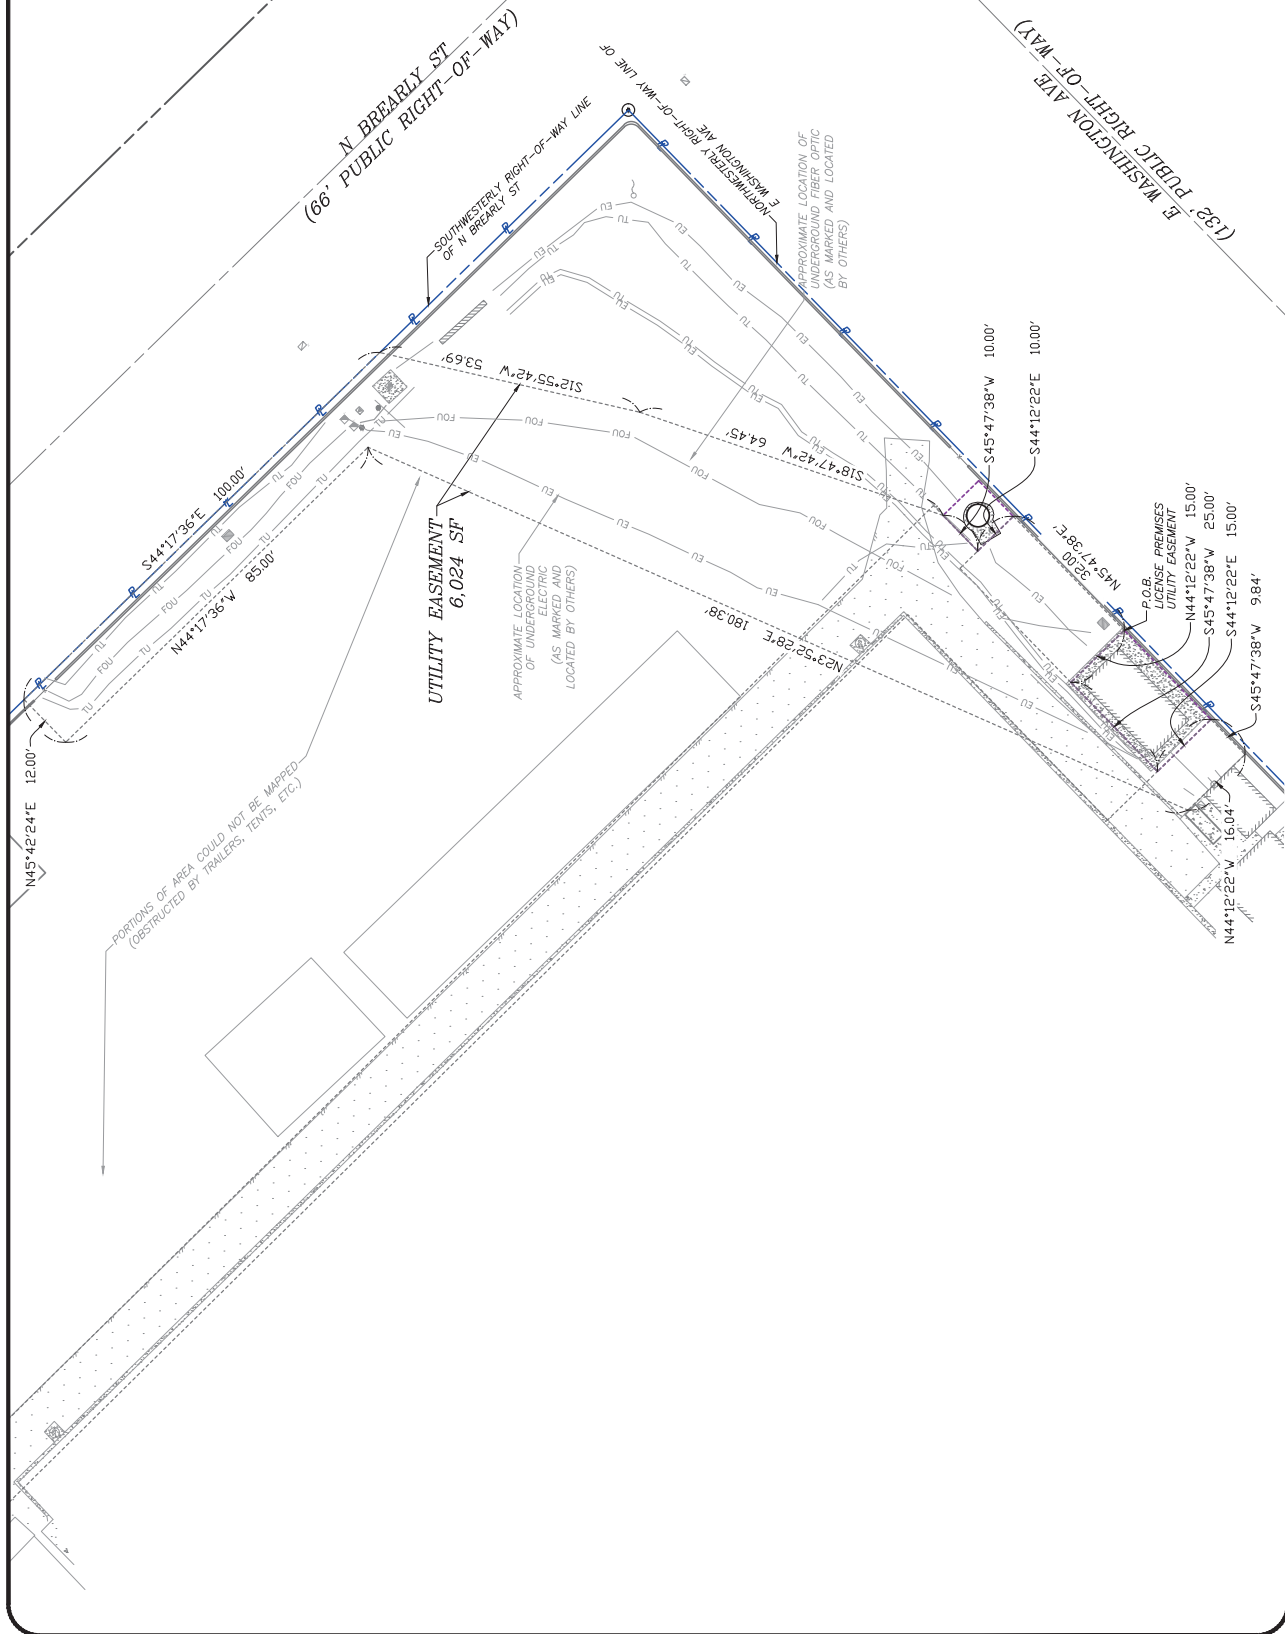 N BREARLY ST
(66' PUBLIC RIGHT-OF-WAY)
E WASHINGTON AVE
(132' PUBLIC RIGHT-OF-WAY)
SOUTHWESTERLY RIGHT-OF-WAY LINE
OF N BREARLY ST
NORTHWESTERLY RIGHT-OF-WAY LINE OF
E WASHINGTON AVE
APPROXIMATE LOCATION OF
UNDERGROUND FIBER OPTIC
(AS MARKED AND LOCATED
BY OTHERS)
S44°17'36"E 100.00'
N44°17'36"W 85.00'
N45°42'24"E 12.00'
S12°55'42"W 53.69'
S18°47'42"W 64.45'
UTILITY EASEMENT
6,024 SF
APPROXIMATE LOCATION
OF UNDERGROUND
ELECTRIC
(AS MARKED AND
LOCATED BY OTHERS)
N23°52'28"E 180.38'
PORTIONS OF AREA COULD NOT BE MAPPED
(OBSTRUCTED BY TRAILERS, TENTS, ETC.)
S45°47'38"W 10.00'
S44°12'22"E 10.00'
N45°47'38"E
32.00'
P.O.B.
LICENSE PREMISES
UTILITY EASEMENT
N44°12'22"W 15.00'
S45°47'38"W 25.00'
S44°12'22"E 15.00'
S45°47'38"W 9.84'
N44°12'22"W 16.04'
TU
FOU
EU
PL